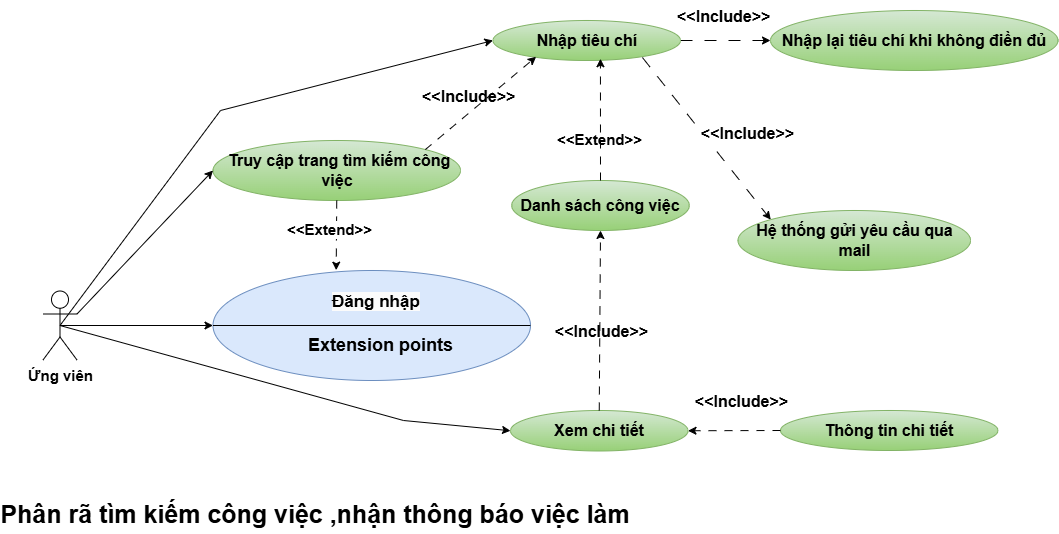 <<Include>>
Nhập tiêu chí
Nhập lại tiêu chí khi không điền đủ
<<Include>>
<<Extend>>
<<Include>>
Truy cập trang tìm kiếm công
việc
Danh sách công việc
<<Extend>>
Hệ thống gửi yêu cầu qua
mail
Đăng nhập
Extension points
<<Include>>
Ứng viên
<<Include>>
Xem chi tiết
Thông tin chi tiết
Phân rã tìm kiếm công việc ,nhận thông báo việc làm